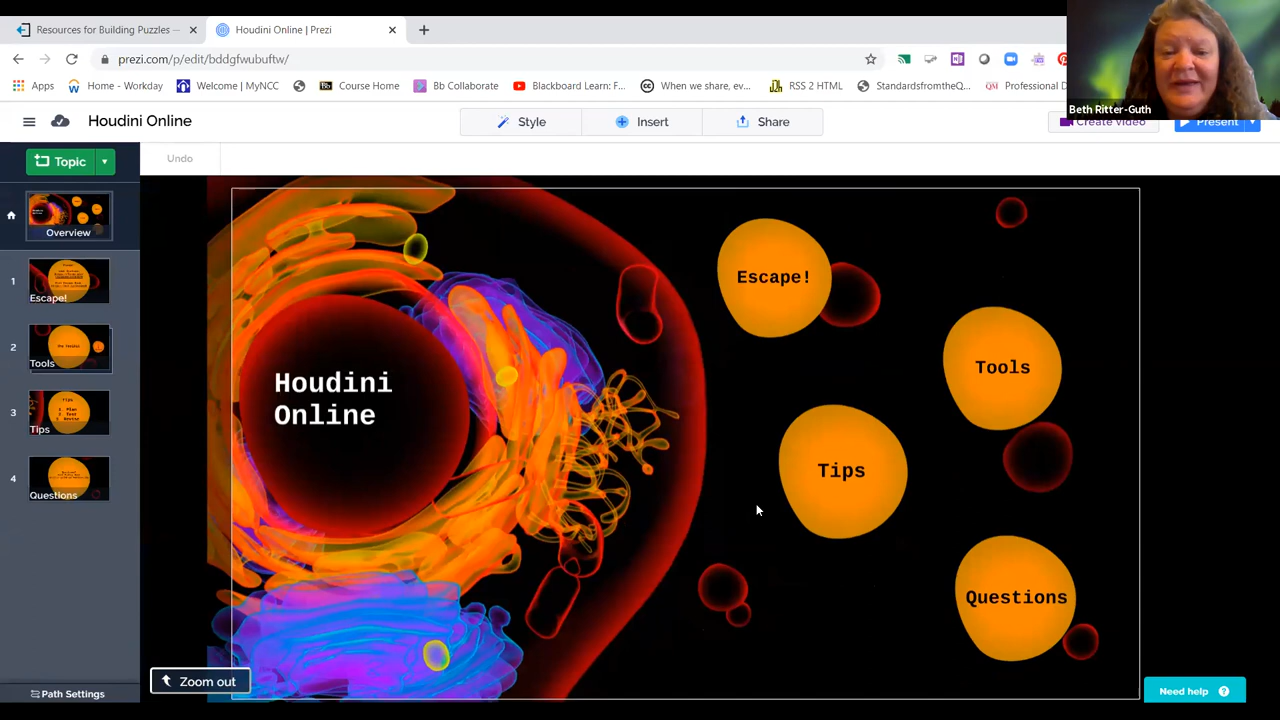 Resources for Building Puzzles —
Houdini Online | Prezi
prezi.com/p/edit/bddgfwubuftw/
Apps
Home - Workday
Welcome | MyNCC
Course Home
Bb Collaborate
Blackboard Learn: F...
When we share, ev...
RSS 2 HTML
StandardsfromtheQ...
Professional D
Beth Ritter-Guth
Houdini Online
Style
Insert
Share
Create video
Present
Topic
Undo
Overview
1
Escape!
2
Tools
3
Tips
4
Questions
Path Settings
Houdini
Online
Escape!
Tools
Tips
Questions
Zoom out
Need help ?